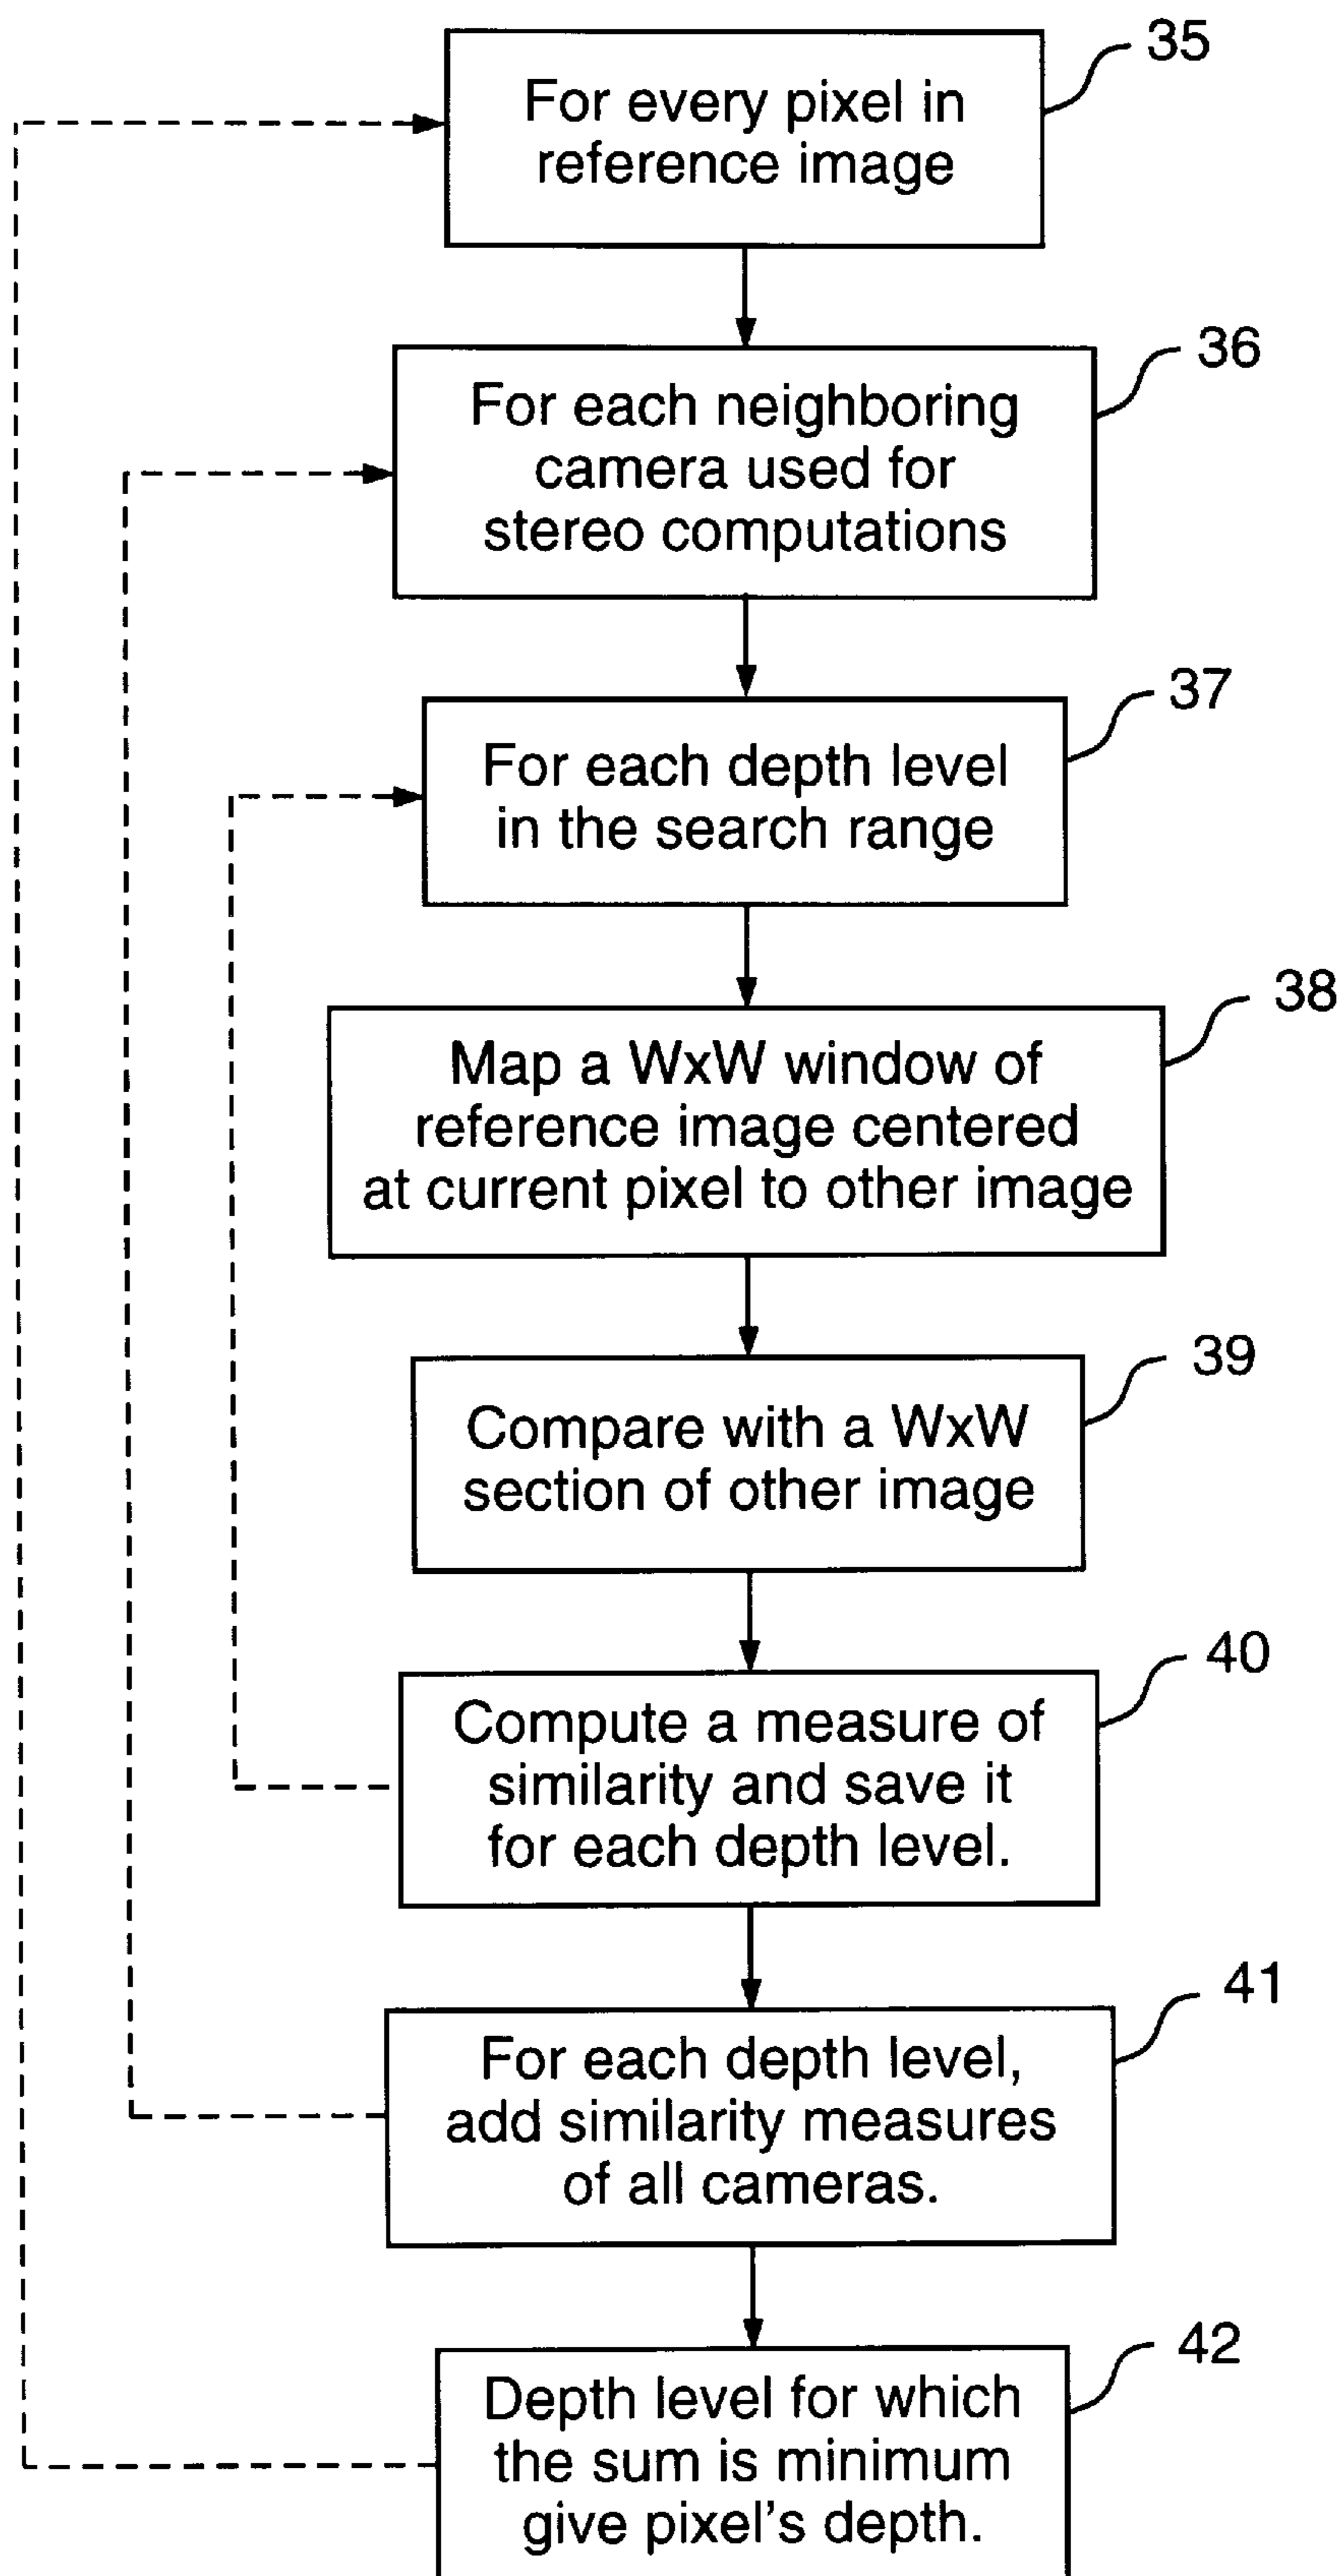 35
For every pixel in
reference image
36
For each neighboring
camera used for
stereo computations
37
For each depth level
in the search range
38
Map a WxW window of
reference image centered
at current pixel to other image
39
Compare with a WxW
section of other image
40
Compute a measure of
similarity and save it
for each depth level.
41
For each depth level,
add similarity measures
of all cameras.
42
Depth level for which
the sum is minimum
give pixel's depth.